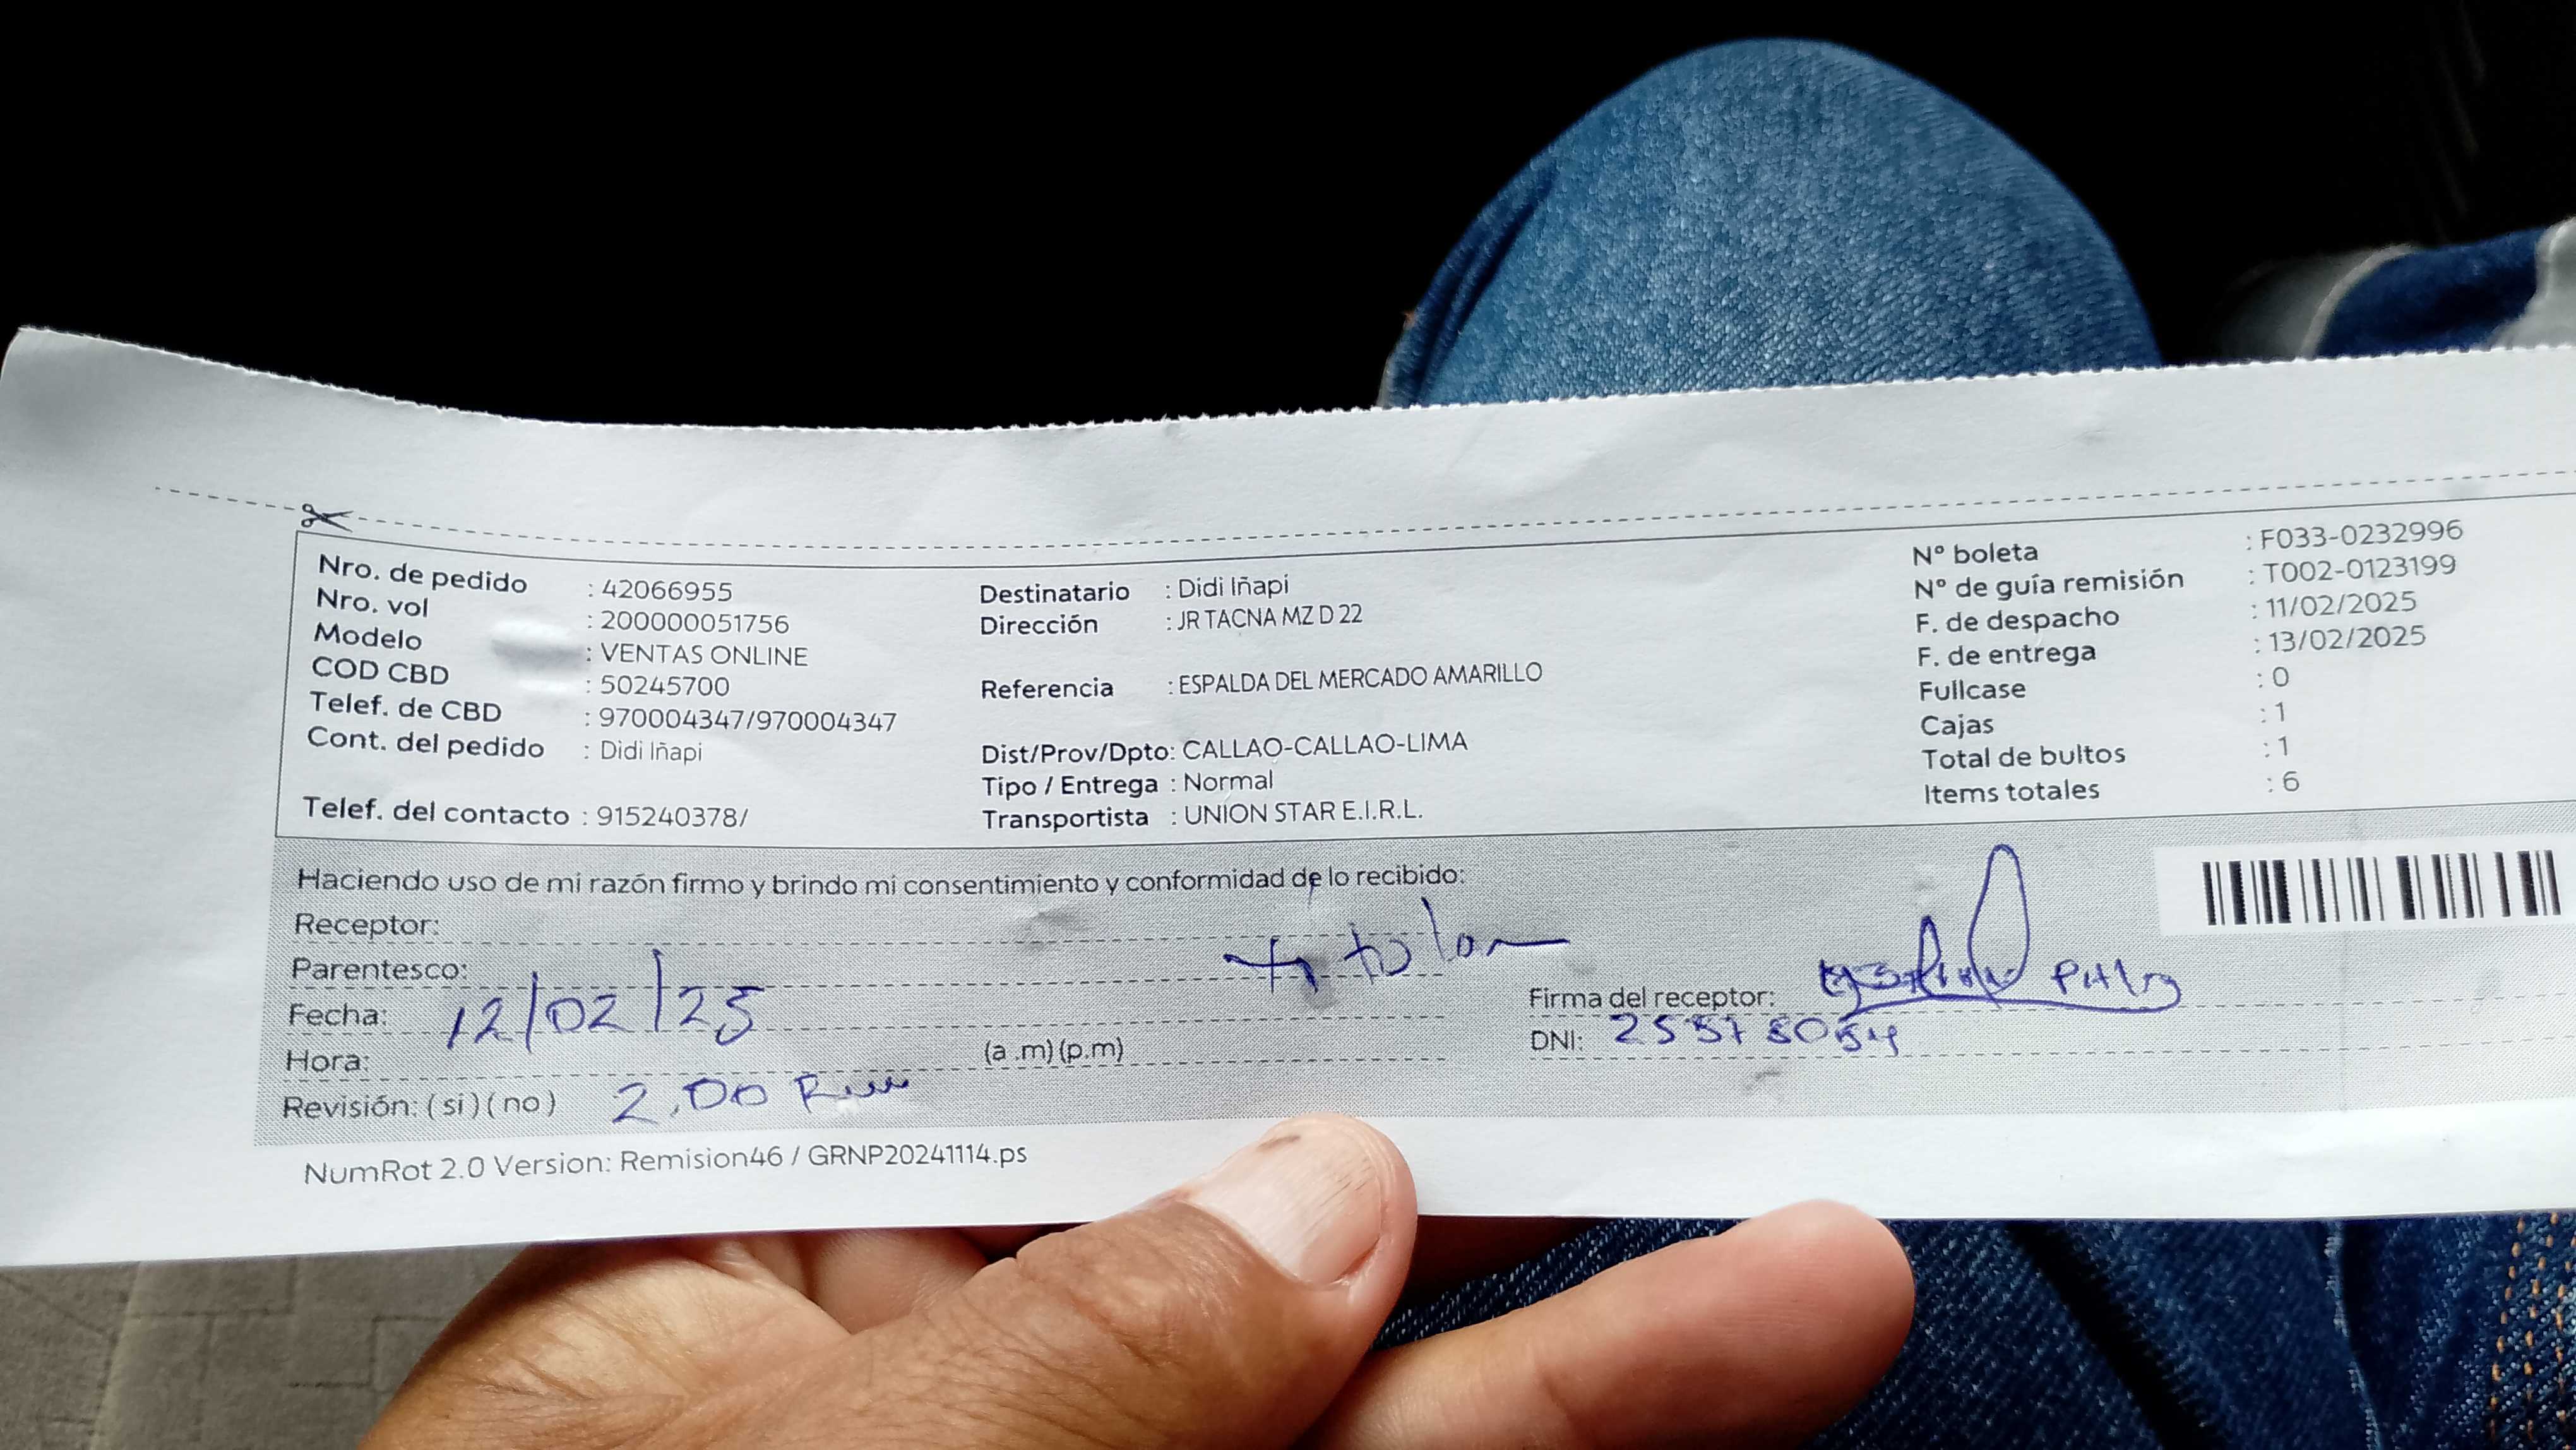 Nro. de pedido : 42066955
Nro. vol : 200000051756
Modelo : VENTAS ONLINE
COD CBD : 50245700
Telef. de CBD : 970004347/970004347
Cont. del pedido : Didi Iñapi
Telef. del contacto : 915240378/
Destinatario : Didi Iñapi
Dirección : JR TACNA MZ D 22
Referencia : ESPALDA DEL MERCADO AMARILLO
Dist/Prov/Dpto: CALLAO-CALLAO-LIMA
Tipo / Entrega : Normal
Transportista : UNION STAR E.I.R.L.
Nº boleta : F033-0232996
Nº de guía remisión : T002-0123199
F. de despacho : 11/02/2025
F. de entrega : 13/02/2025
Fullcase : 0
Cajas : 1
Total de bultos : 1
Items totales : 6
Haciendo uso de mi razón firmo y brindo mi consentimiento y conformidad de lo recibido:
Receptor:
Parentesco: titular
Fecha: 12/02/25
Hora: (a .m) (p.m)
Revisión: ( si ) ( no ) 2.00
Firma del receptor:
DNI:
NumRot 2.0 Version: Remision46 / GRNP20241114.ps